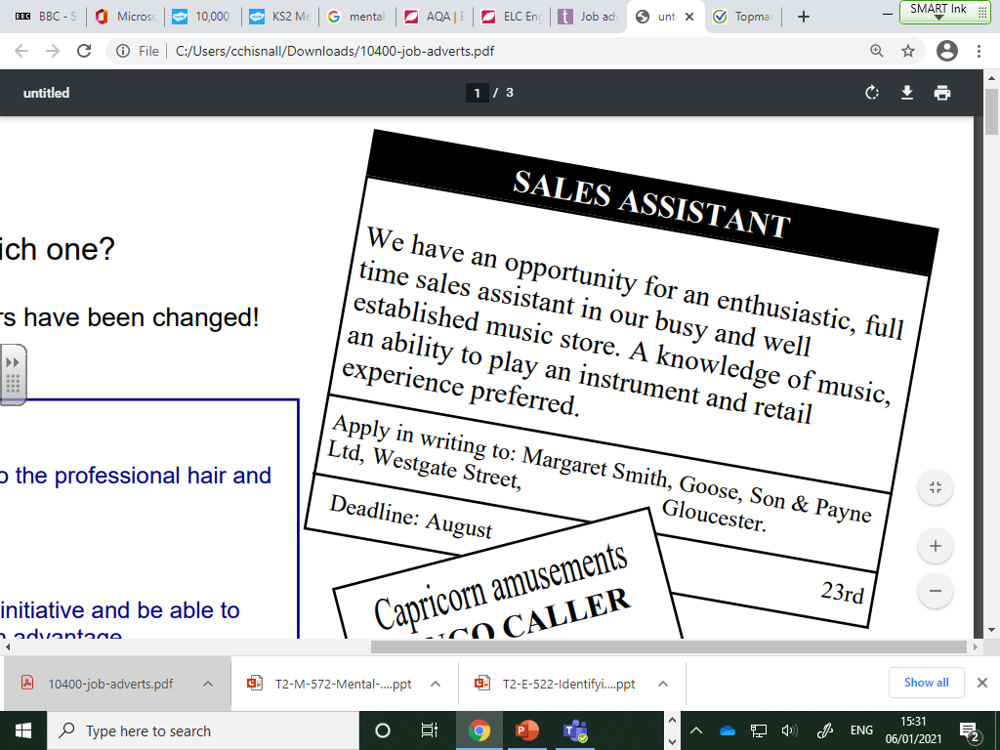 BBC - S
Microsc
10,000
KS2 Me
mental
AQA | E
ELC Eng
Job adv
unt
Topmar
SMART Ink
File
C:/Users/cchisnall/Downloads/10400-job-adverts.pdf
untitled
1 / 3
SALES ASSISTANT
We have an opportunity for an enthusiastic, full
time sales assistant in our busy and well
established music store. A knowledge of music,
an ability to play an instrument and retail
experience preferred.
Apply in writing to: Margaret Smith, Goose, Son & Payne
Ltd, Westgate Street,
Gloucester.
Deadline: August
23rd
Capricorn amusements
NGO CALLER
ich one?
rs have been changed!
o the professional hair and
initiative and be able to
n advantage
10400-job-adverts.pdf
T2-M-572-Mental-....ppt
T2-E-522-Identifyi....ppt
Show all
Type here to search
ENG
15:31
06/01/2021
2